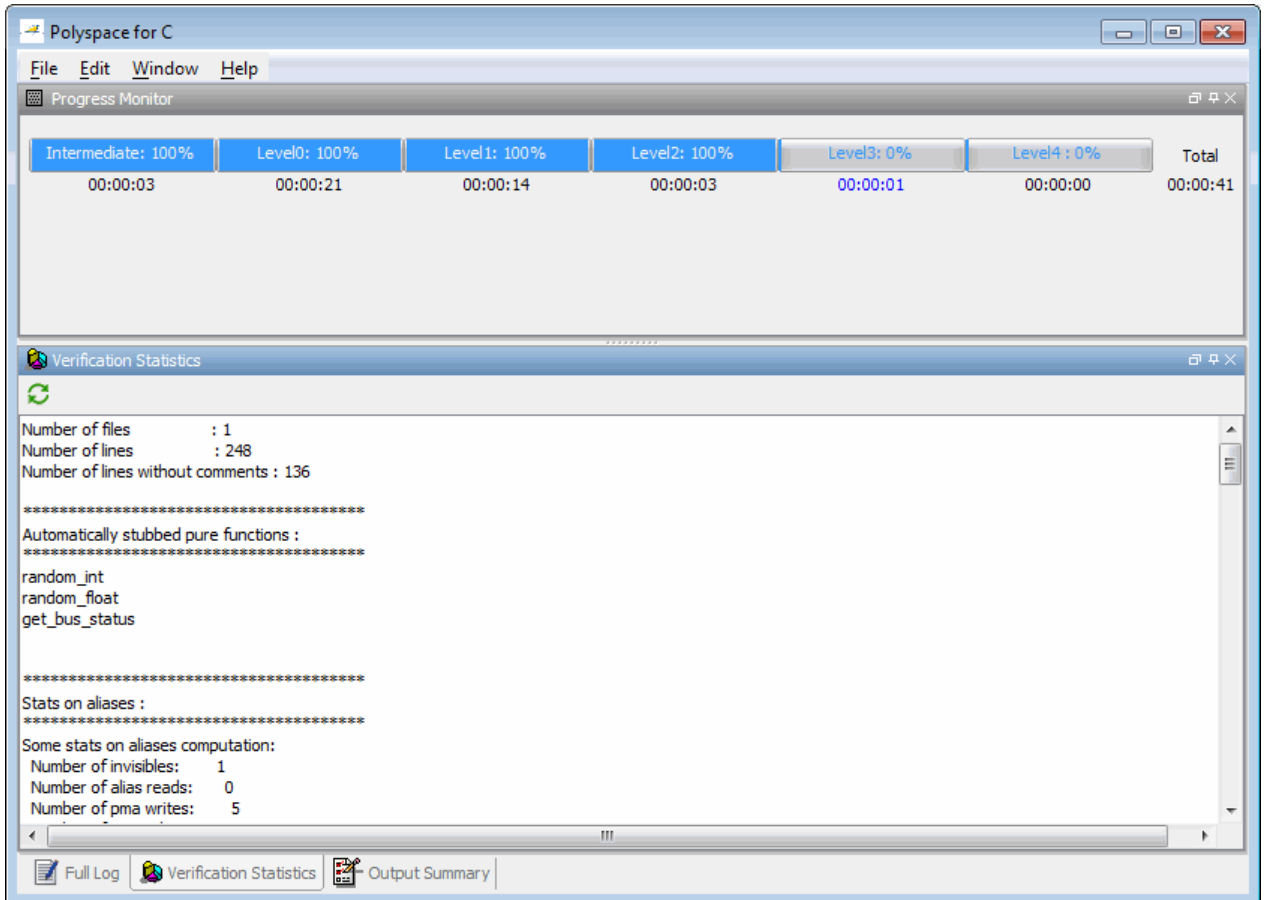 Polyspace for C
File Edit Window Help
Progress Monitor
Intermediate: 100% Level0: 100% Level1: 100% Level2: 100% Level3: 0% Level4 : 0% Total
00:00:03 00:00:21 00:00:14 00:00:03 00:00:01 00:00:00 00:00:41
Verification Statistics
Number of files : 1
Number of lines : 248
Number of lines without comments : 136
**************************************
Automatically stubbed pure functions :
**************************************
random_int
random_float
get_bus_status
**************************************
Stats on aliases :
**************************************
Some stats on aliases computation:
Number of invisibles: 1
Number of alias reads: 0
Number of pma writes: 5
Full Log Verification Statistics Output Summary